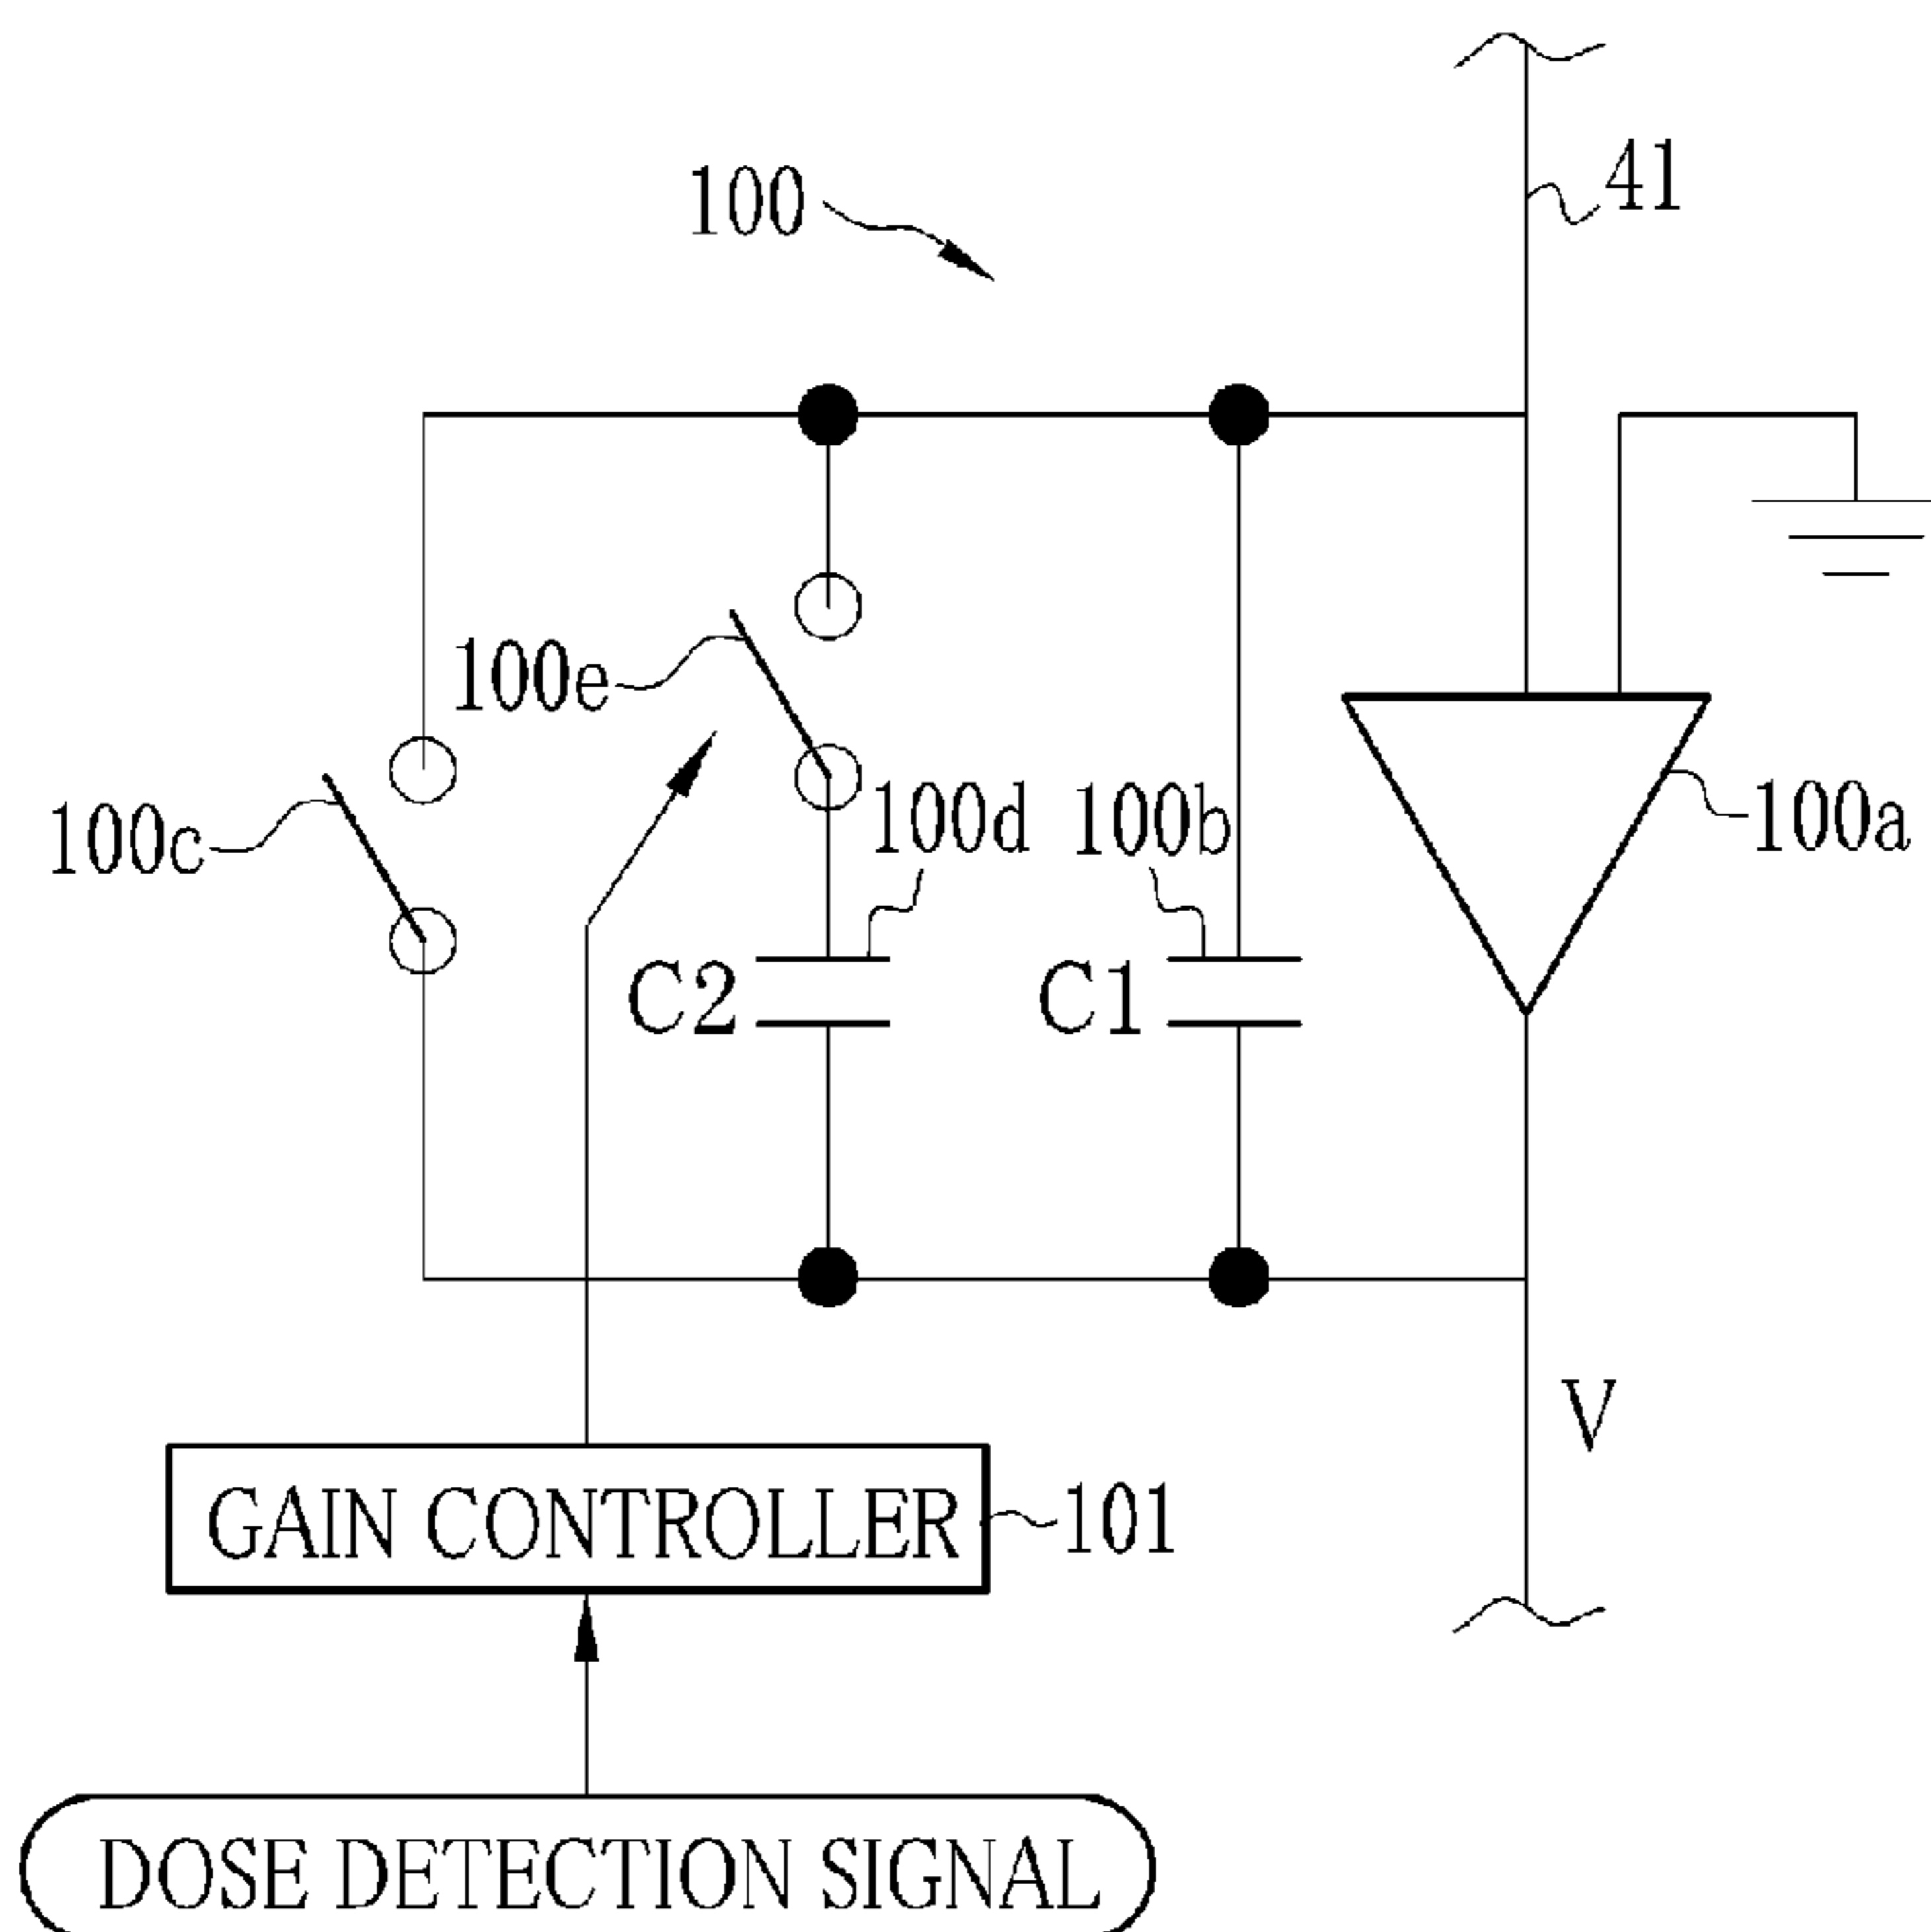 41
100
100e
100c
100d
100b
100a
C2
C1
V
GAIN CONTROLLER
101
DOSE DETECTION SIGNAL